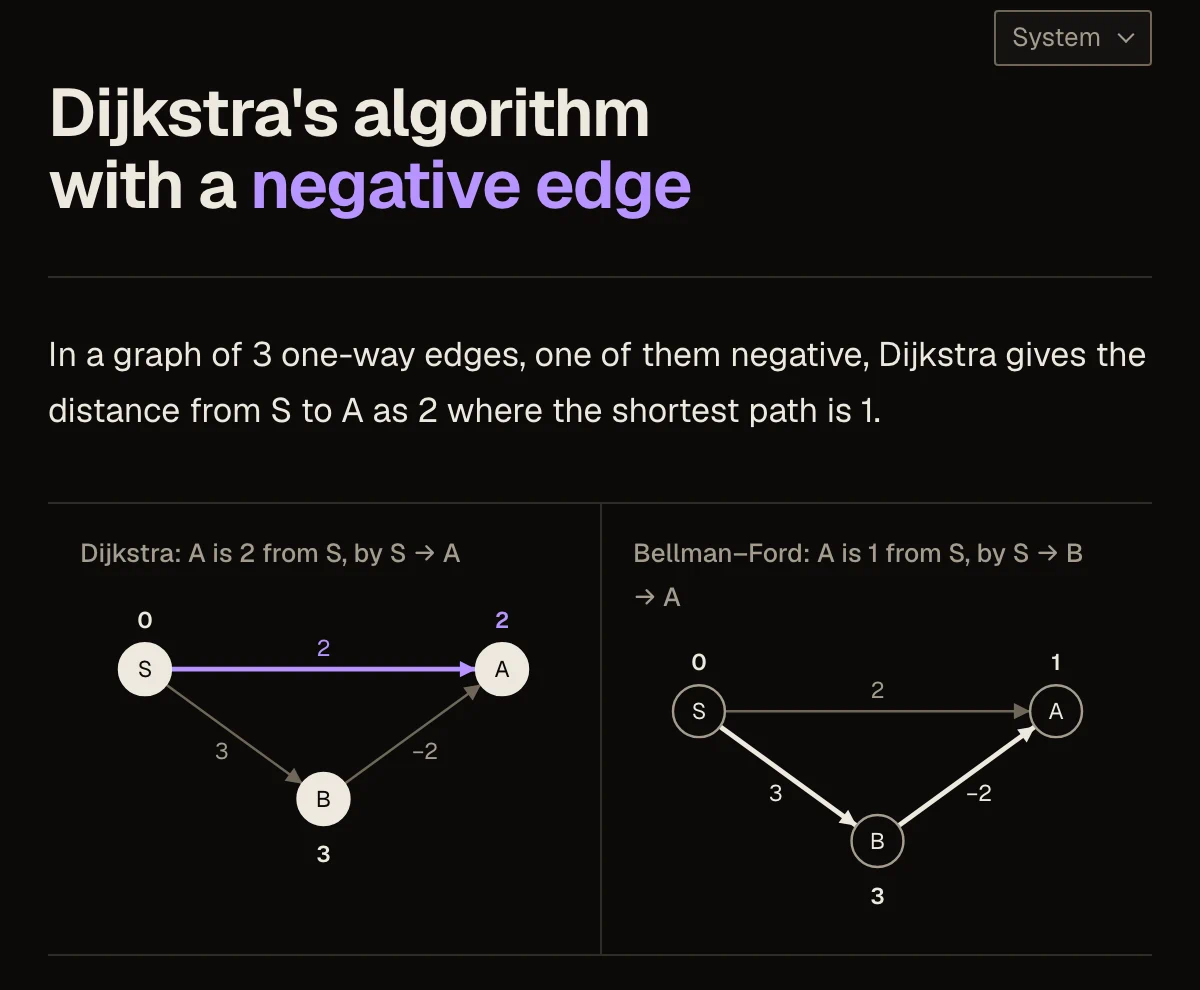 System
Dijkstra's algorithm
with a negative edge
In a graph of 3 one-way edges, one of them negative, Dijkstra gives the
distance from S to A as 2 where the shortest path is 1.
Dijkstra: A is 2 from S, by S → A
0
2
2
S
A
3
−2
B
3
Bellman–Ford: A is 1 from S, by S → B
→ A
0
1
2
S
A
3
−2
B
3